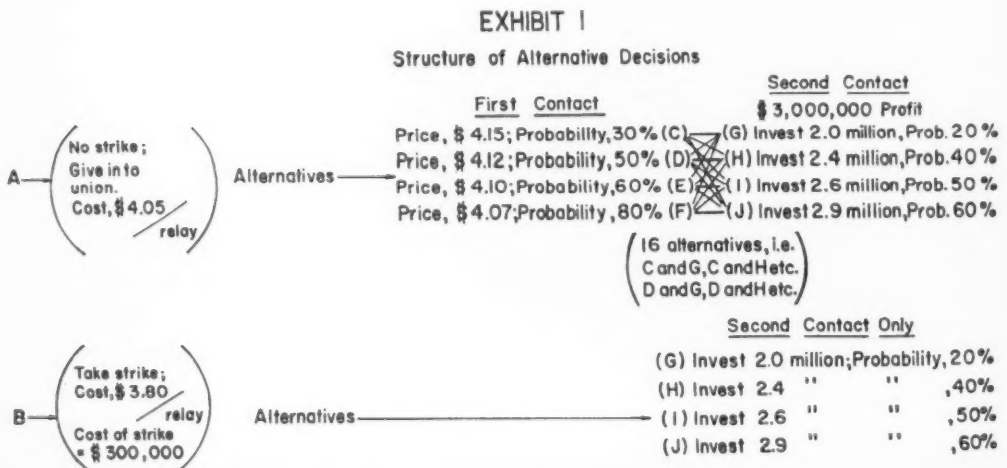 EXHIBIT I
Structure of Alternative Decisions
First Contact
Second Contact
$ 3,000,000 Profit
A
No strike;
Give into
union.
Cost, $4.05
/ relay
Alternatives
Price, $ 4.15; Probability, 30% (C)
Price, $ 4.12; Probability, 50% (D)
Price, $ 4.10; Probability, 60% (E)
Price, $ 4.07; Probability, 80% (F)
(G) Invest 2.0 million, Prob. 20%
(H) Invest 2.4 million, Prob. 40%
(I) Invest 2.6 million, Prob. 50%
(J) Invest 2.9 million, Prob. 60%
16 alternatives, i.e.
C and G, C and H etc.
D and G, D and H etc.
B
Take strike;
Cost, $ 3.80
/ relay
Cost of strike
= $ 300,000
Alternatives
Second Contact Only
(G) Invest 2.0 million; Probability, 20%
(H) Invest 2.4 " " , 40%
(I) Invest 2.6 " " , 50%
(J) Invest 2.9 " " , 60%